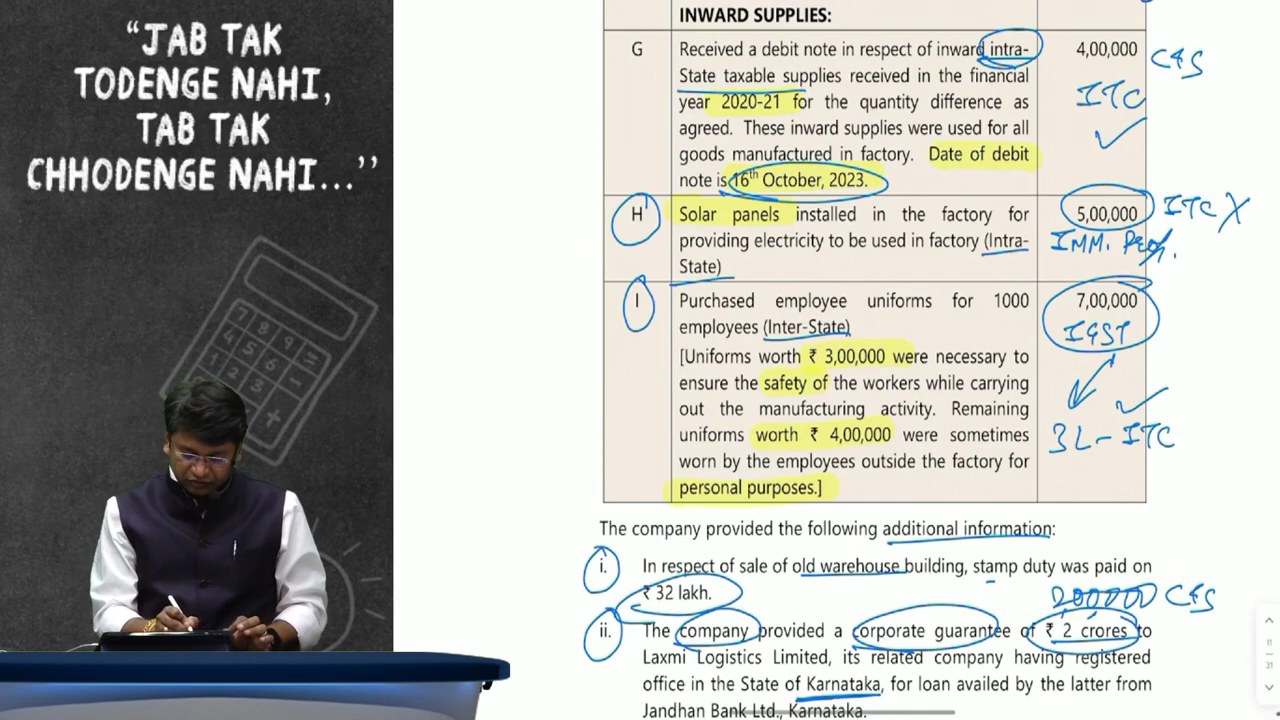 “JAB TAK
TODENGE NAHI,
TAB TAK
CHHODENGE NAHI...’’
INWARD SUPPLIES:
G Received a debit note in respect of inward intra- 4,00,000 C&S
State taxable supplies received in the financial
year 2020-21 for the quantity difference as ITC
agreed. These inward supplies were used for all
goods manufactured in factory. Date of debit
note is 16th October, 2023.
H Solar panels installed in the factory for 5,00,000 ITC X
providing electricity to be used in factory (Intra- IMM.
State)
I Purchased employee uniforms for 1000 7,00,000
employees (Inter-State) IGST
[Uniforms worth ₹ 3,00,000 were necessary to
ensure the safety of the workers while carrying
out the manufacturing activity. Remaining
uniforms worth ₹ 4,00,000 were sometimes 3L - ITC
worn by the employees outside the factory for
personal purposes.]
The company provided the following additional information:
i. In respect of sale of old warehouse building, stamp duty was paid on
₹ 32 lakh. C&S
ii. The company provided a corporate guarantee of ₹ 2 crores to
Laxmi Logistics Limited, its related company having registered
office in the State of Karnataka, for loan availed by the latter from
Jandhan Bank Ltd., Karnataka.
11
31